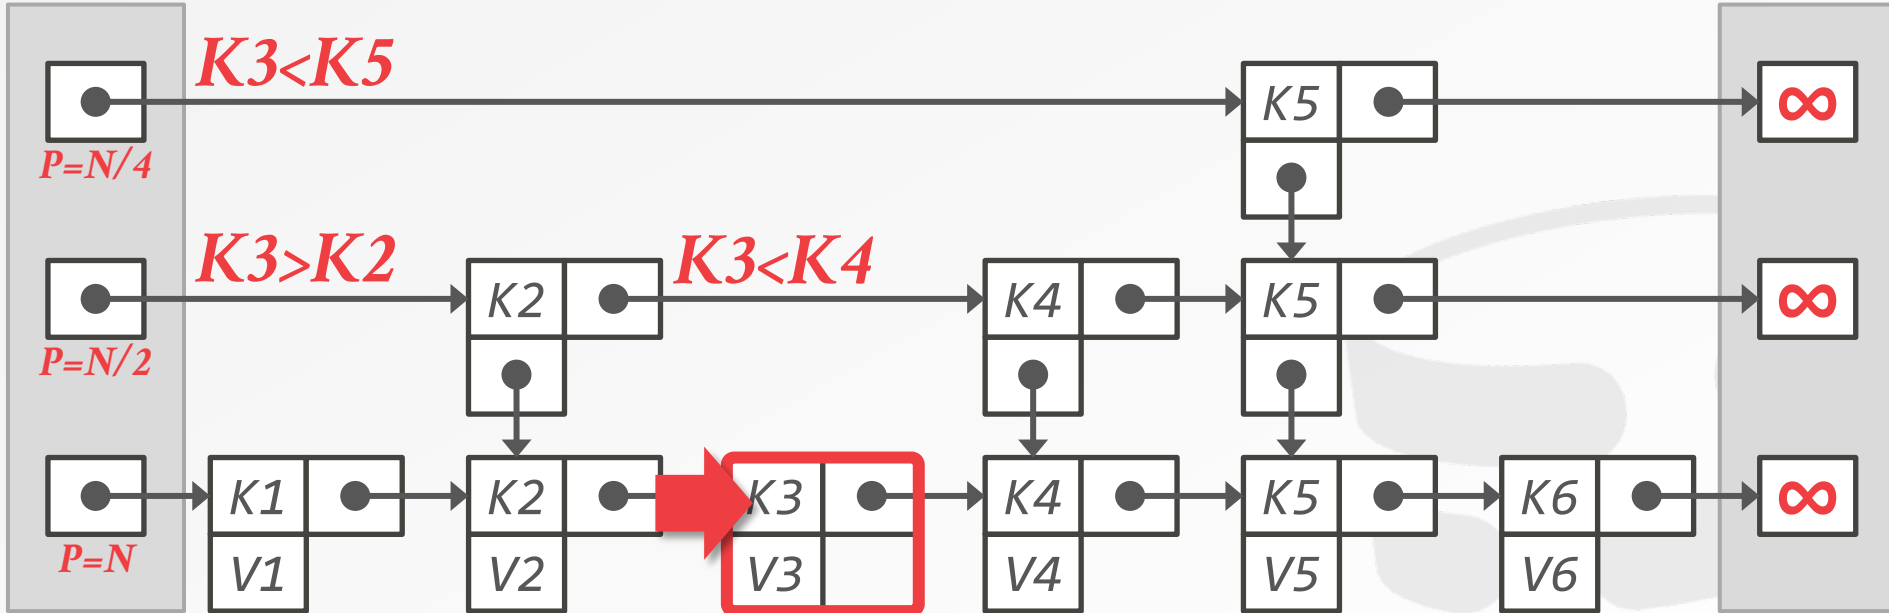 K3<K5
K5 ∞
P=N/4
K3>K2 K3<K4
K2 K4 K5 ∞
P=N/2
K1 K2 K3 K4 K5 K6 ∞
P=N
V1 V2 V3 V4 V5 V6